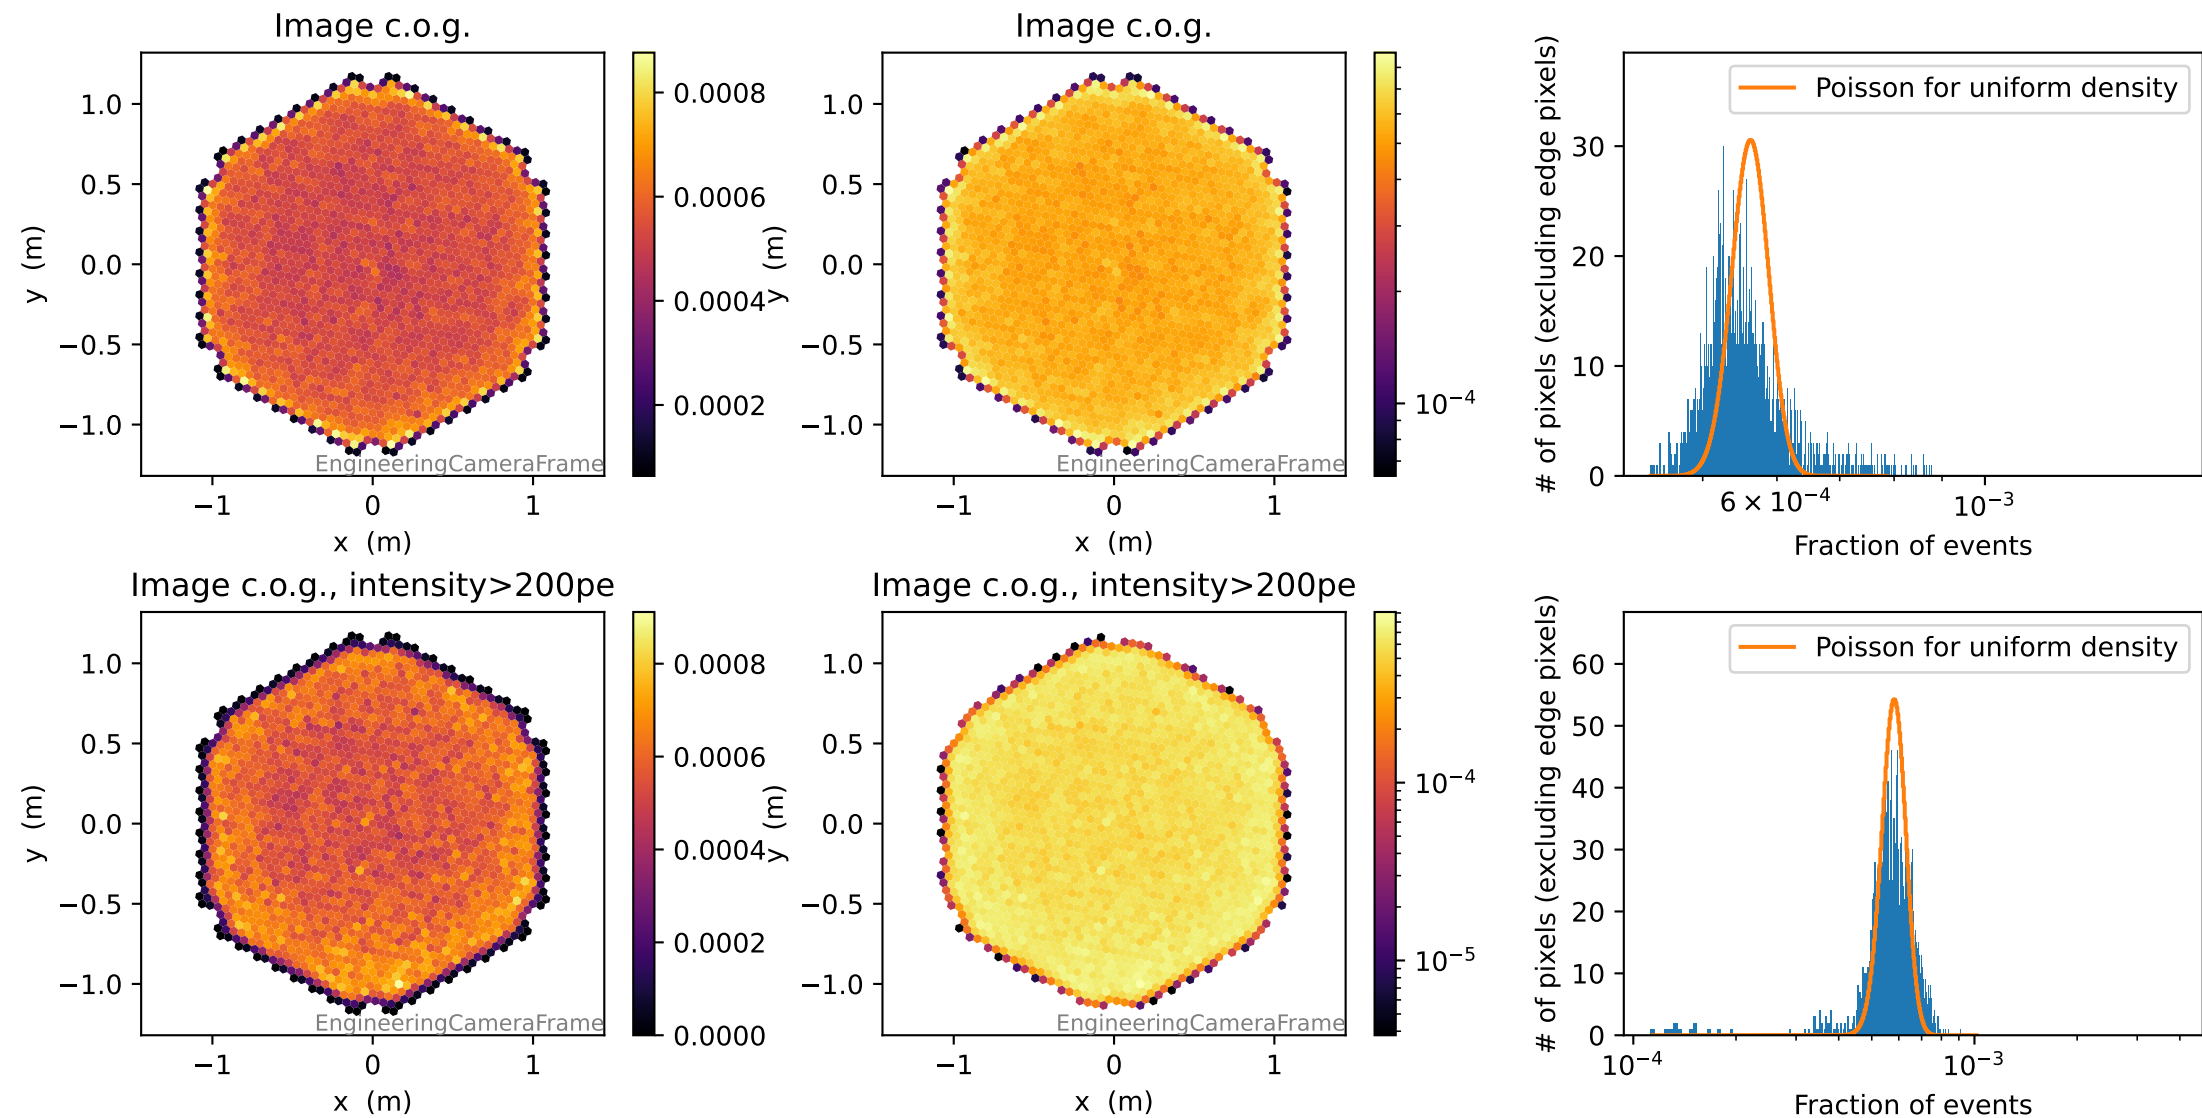 Image c.o.g.
1.0
0.5
0.0
−0.5
−1.0
y (m)
−1
0
1
x (m)
EngineeringCameraFrame
0.0008
0.0006
0.0004
0.0002
Image c.o.g.
1.0
0.5
0.0
−0.5
−1.0
y (m)
−1
0
1
x (m)
EngineeringCameraFrame
10⁻⁴
# of pixels (excluding edge pixels)
30
20
10
0
Poisson for uniform density
6 × 10⁻⁴
10⁻³
Fraction of events
Image c.o.g., intensity>200pe
1.0
0.5
0.0
−0.5
−1.0
y (m)
−1
0
1
x (m)
EngineeringCameraFrame
0.0008
0.0006
0.0004
0.0002
0.0000
Image c.o.g., intensity>200pe
1.0
0.5
0.0
−0.5
−1.0
y (m)
−1
0
1
x (m)
EngineeringCameraFrame
10⁻⁴
10⁻⁵
# of pixels (excluding edge pixels)
60
50
40
30
20
10
0
Poisson for uniform density
10⁻⁴
10⁻³
Fraction of events